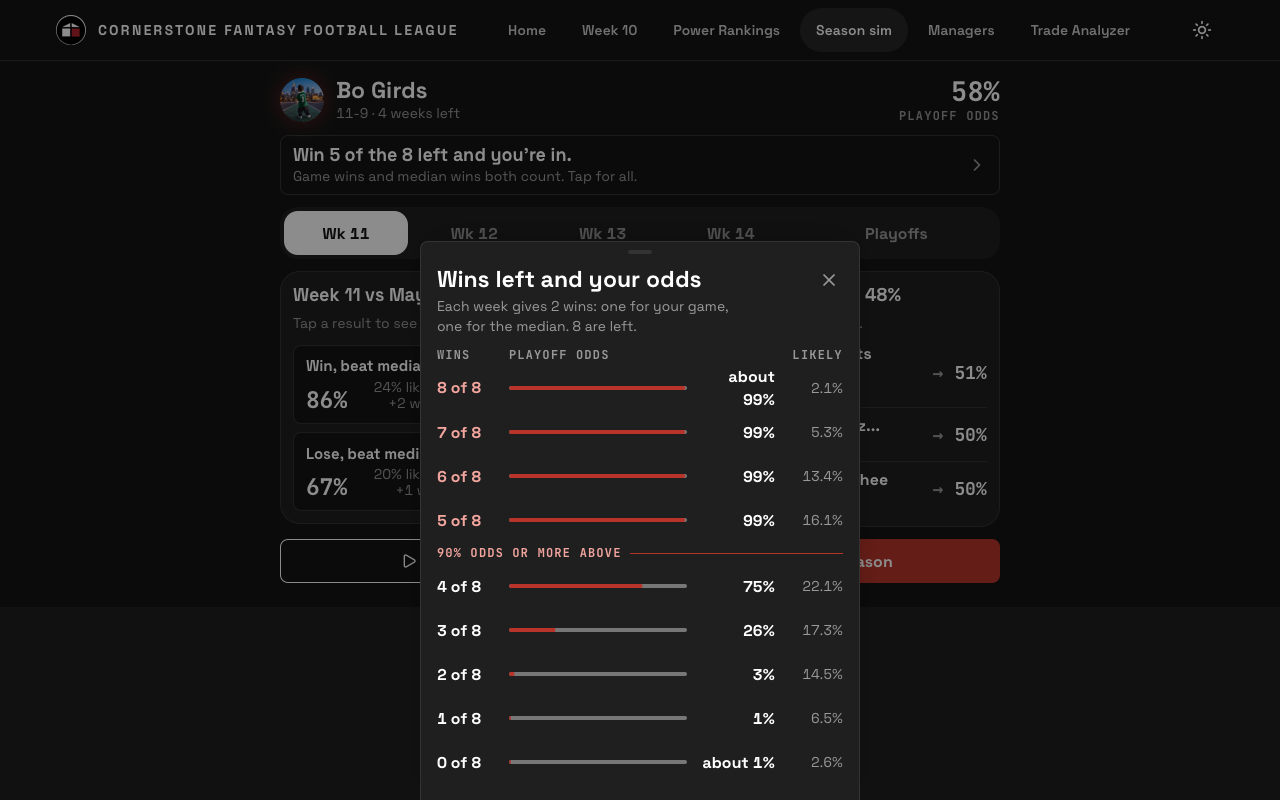 CORNERSTONE FANTASY FOOTBALL LEAGUE
Home
Week 10
Power Rankings
Season sim
Managers
Trade Analyzer
Bo Girds
11-9 · 4 weeks left
58%
PLAYOFF ODDS
Win 5 of the 8 left and you're in.
Game wins and median wins both count. Tap for all.
Wk 11
Wk 12
Wk 13
Wk 14
Playoffs
Week 11 vs May
48%
Tap a result to see
Win, beat media
86%
24% lik
+2 w
Lose, beat medi
67%
20% lik
+1 w
ts
→ 51%
z...
→ 50%
hee
→ 50%
ason
Wins left and your odds
Each week gives 2 wins: one for your game,
one for the median. 8 are left.
WINS PLAYOFF ODDS LIKELY
8 of 8 about 99% 2.1%
7 of 8 99% 5.3%
6 of 8 99% 13.4%
5 of 8 99% 16.1%
90% ODDS OR MORE ABOVE
4 of 8 75% 22.1%
3 of 8 26% 17.3%
2 of 8 3% 14.5%
1 of 8 1% 6.5%
0 of 8 about 1% 2.6%